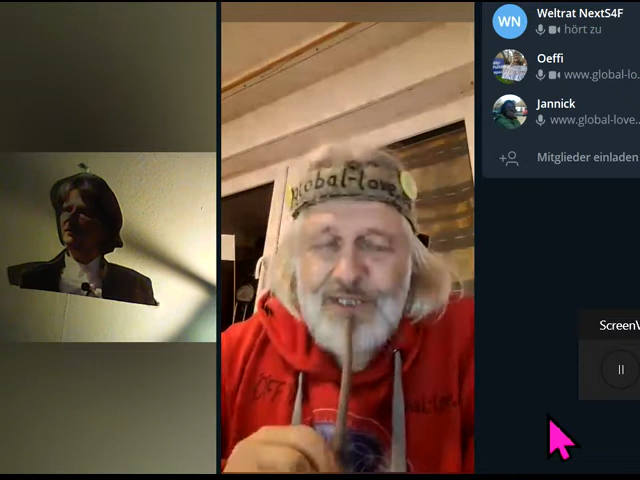 WN
Weltrat NextS4F
hört zu
Oeffi
www.global-lo...
Jannick
www.global-love...
Mitglieder einladen
ScreenV
global-love